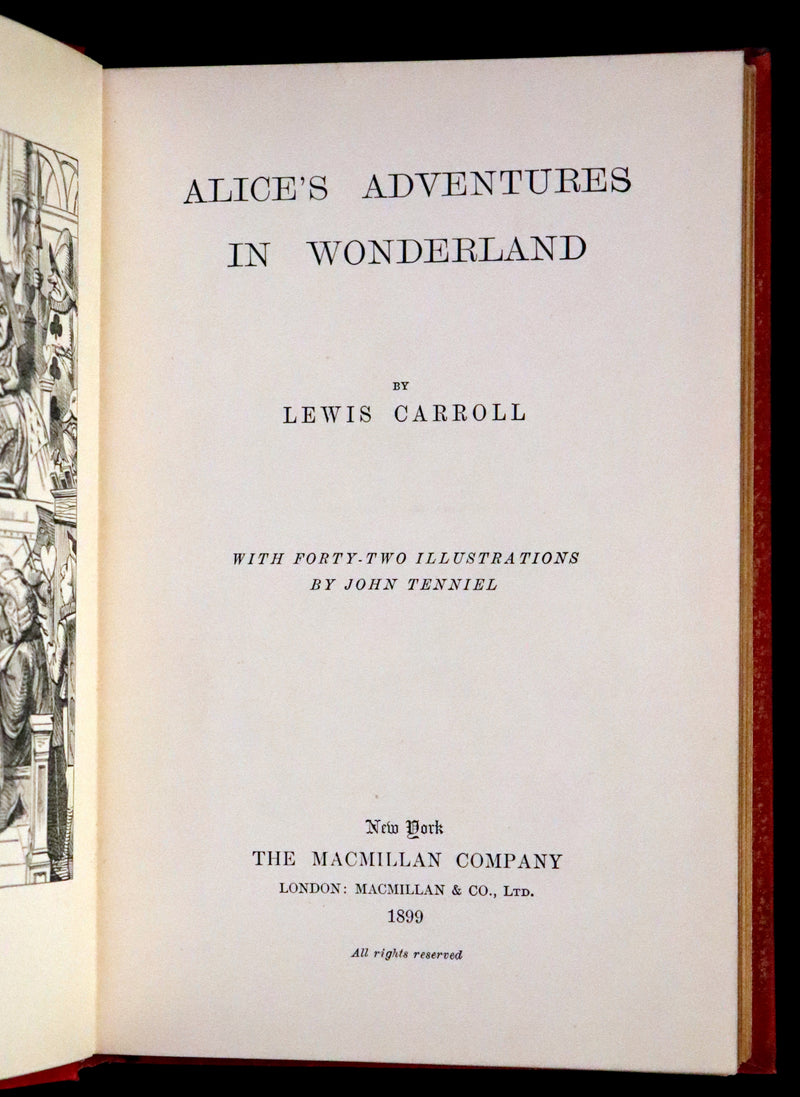 ALICE'S ADVENTURES
IN WONDERLAND
BY
LEWIS CARROLL
WITH FORTY-TWO ILLUSTRATIONS
BY JOHN TENNIEL
New York
THE MACMILLAN COMPANY
LONDON: MACMILLAN & CO., LTD.
1899
All rights reserved